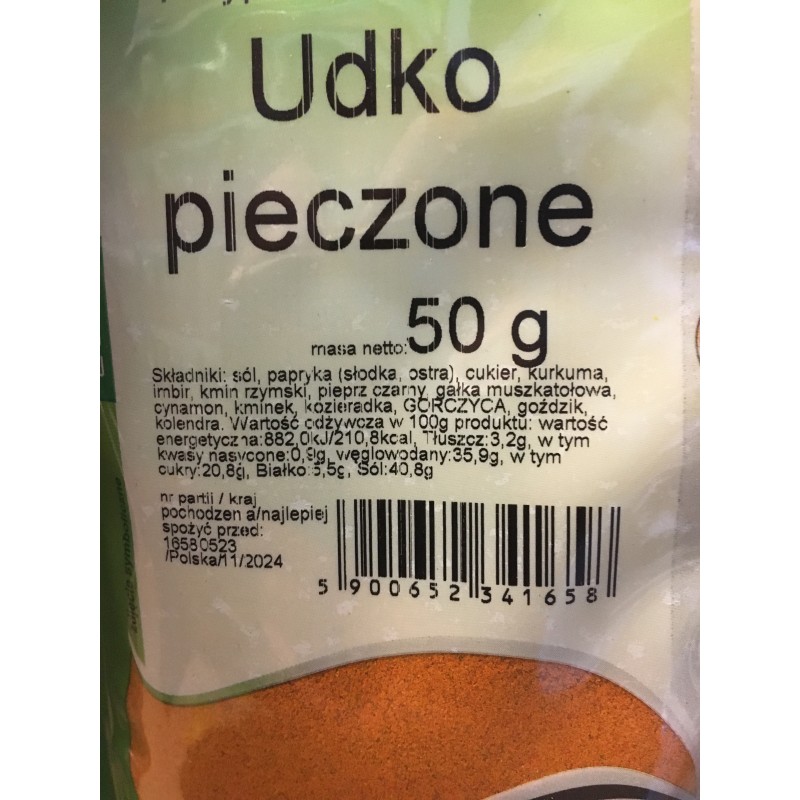 Udko
pieczone
masa netto: 50 g
Składniki: sól, papryka (słodka, ostra), cukier, kurkuma,
imbir, kmin rzymski, pieprz czarny, gałka muszkatołowa,
cynamon, kminek, kozieradka, GORCZYCA, goździk,
kolendra. Wartość odżywcza w 100g produktu: wartość
energetyczna:882,0kJ/210,8kcal, Tłuszcz:3,2g, w tym
kwasy nasycone:0,9g, węglowodany:35,9g, w tym
cukry:20,8g, Białko:5,5g, Sól:40,8g
nr partii / kraj
pochodzenia/najlepiej
spożyć przed:
16580523
/Polska/11/2024
5 900652 341658